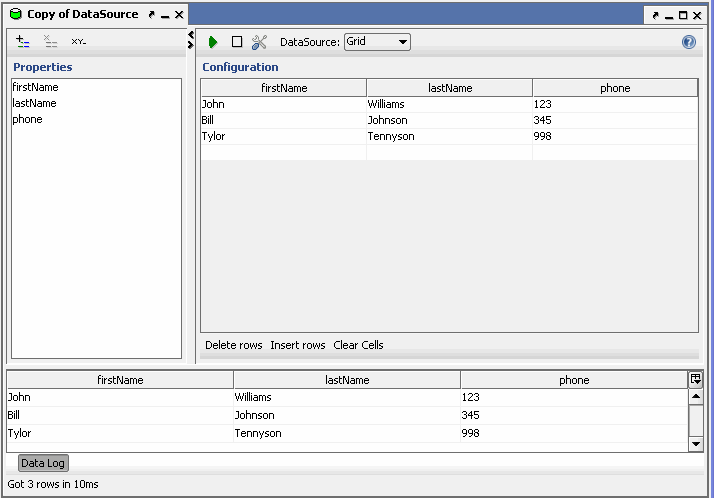 Copy of DataSource
XY-
DataSource: Grid
Properties
firstName
lastName
phone
Configuration
firstName lastName phone
John Williams 123
Bill Johnson 345
Tylor Tennyson 998
Delete rows Insert rows Clear Cells
firstName lastName phone
John Williams 123
Bill Johnson 345
Tylor Tennyson 998
Data Log
Got 3 rows in 10ms